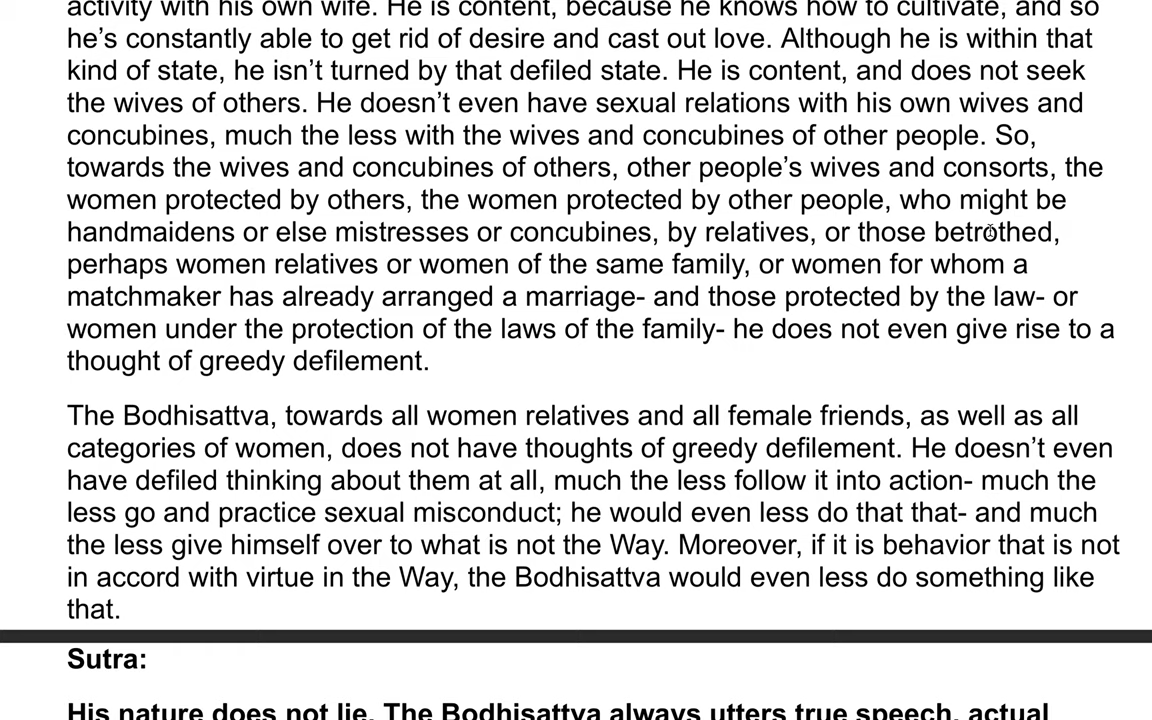 activity with his own wife. He is content, because he knows how to cultivate, and so
he’s constantly able to get rid of desire and cast out love. Although he is within that
kind of state, he isn’t turned by that defiled state. He is content, and does not seek
the wives of others. He doesn’t even have sexual relations with his own wives and
concubines, much the less with the wives and concubines of other people. So,
towards the wives and concubines of others, other people’s wives and consorts, the
women protected by others, the women protected by other people, who might be
handmaidens or else mistresses or concubines, by relatives, or those betrothed,
perhaps women relatives or women of the same family, or women for whom a
matchmaker has already arranged a marriage- and those protected by the law- or
women under the protection of the laws of the family- he does not even give rise to a
thought of greedy defilement.
The Bodhisattva, towards all women relatives and all female friends, as well as all
categories of women, does not have thoughts of greedy defilement. He doesn’t even
have defiled thinking about them at all, much the less follow it into action- much the
less go and practice sexual misconduct; he would even less do that that- and much
the less give himself over to what is not the Way. Moreover, if it is behavior that is not
in accord with virtue in the Way, the Bodhisattva would even less do something like
that.
Sutra:
His nature does not lie. The Bodhisattva always utters true speech, actual